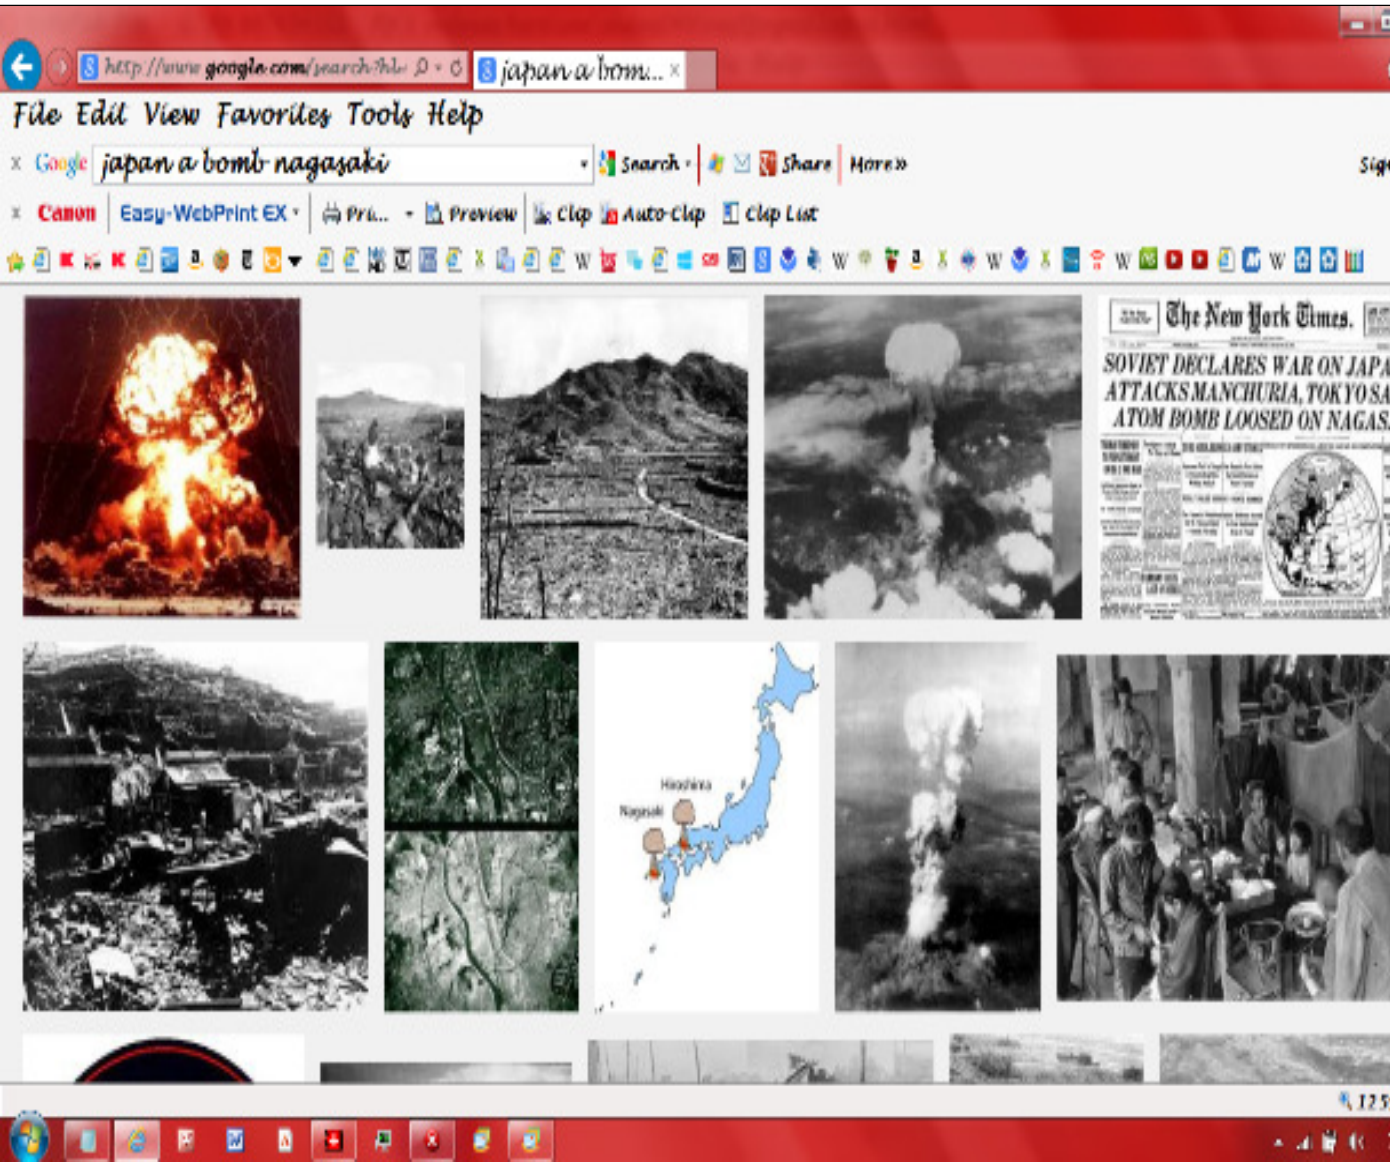 http://www.google.com/search?hl=
japan a bom...
File Edit View Favorites Tools Help
Google japan a bomb nagasaki Search Share More»
Canon Easy-WebPrint EX Pri... Preview Clip Auto-Clip Clip List
The New York Times.
SOVIET DECLARES WAR ON JAPA
ATTACKS MANCHURIA, TOKYO SA
ATOM BOMB LOOSED ON NAGAS
Hiroshima
Nagasaki